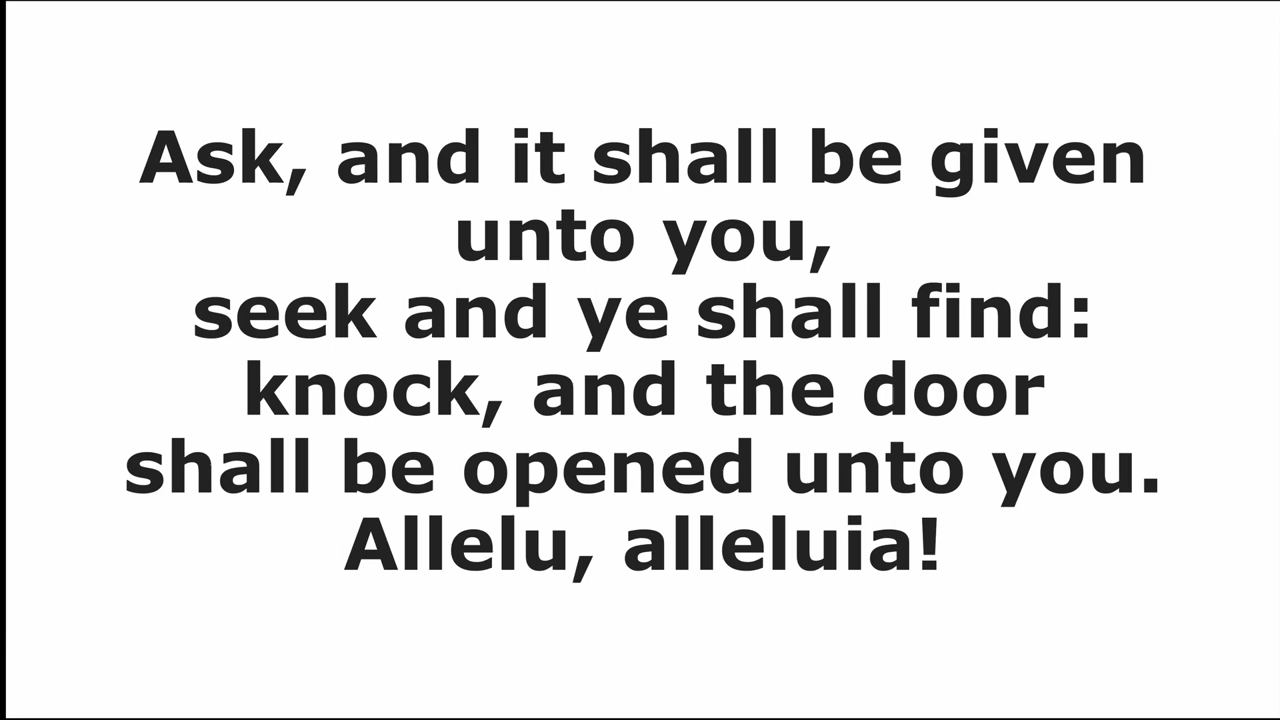 Ask, and it shall be given
unto you,
seek and ye shall find:
knock, and the door
shall be opened unto you.
Allelu, alleluia!